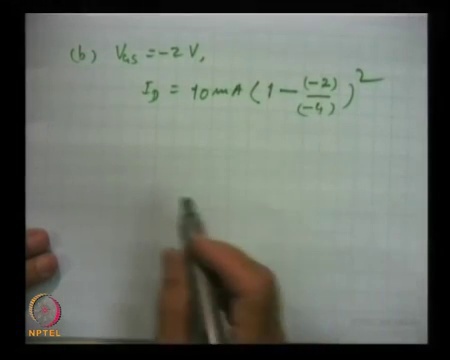 (b) V_GS = -2 V,
I_D = 10 mA (1 - (-2)/(-4))^2
NPTEL